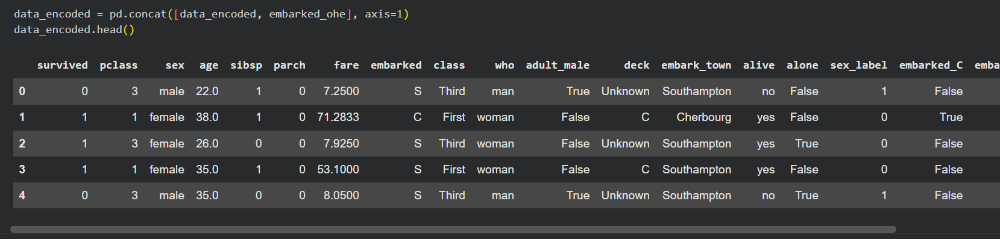 data_encoded = pd.concat([data_encoded, embarked_ohe], axis=1)
data_encoded.head()
survived pclass sex age sibsp parch fare embarked class who adult_male deck embark_town alive alone sex_label embarked_C emba
0 0 3 male 22.0 1 0 7.2500 S Third man True Unknown Southampton no False 1 False
1 1 1 female 38.0 1 0 71.2833 C First woman False C Cherbourg yes False 0 True
2 1 3 female 26.0 0 0 7.9250 S Third woman False Unknown Southampton yes True 0 False
3 1 1 female 35.0 1 0 53.1000 S First woman False C Southampton yes False 0 False
4 0 3 male 35.0 0 0 8.0500 S Third man True Unknown Southampton no True 1 False